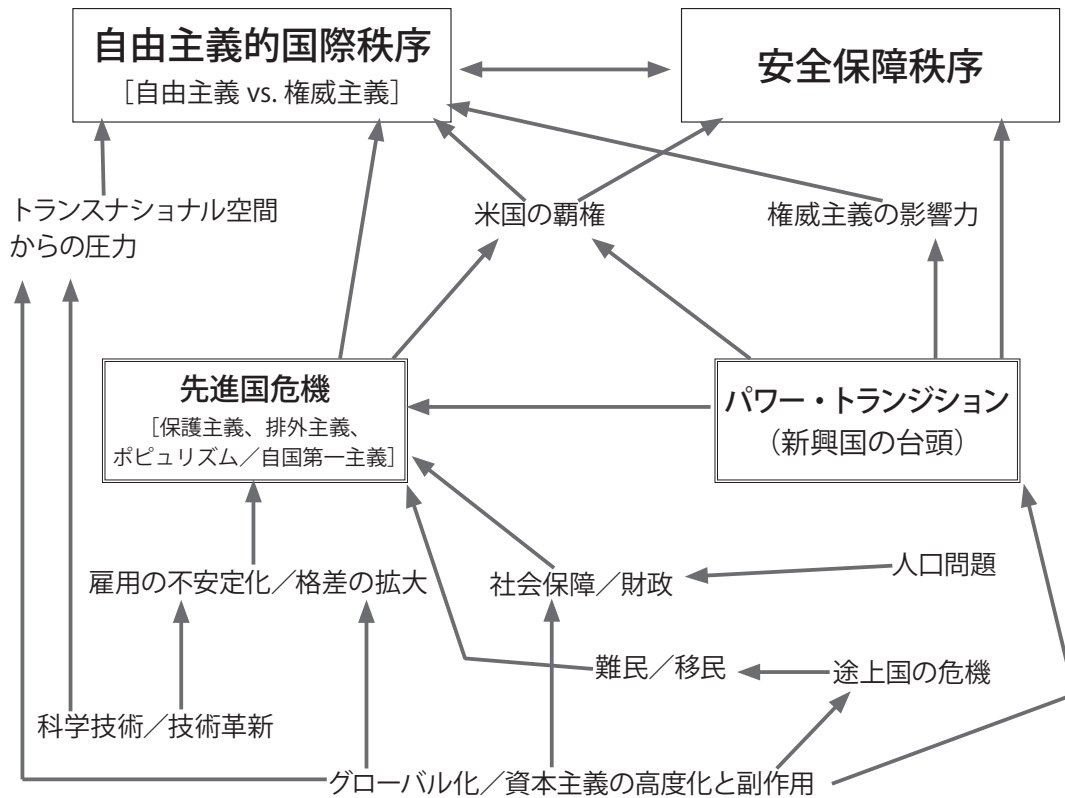 自由主義的国際秩序
［自由主義 vs. 権威主義］
安全保障秩序
トランスナショナル空間
からの圧力
米国の覇権
権威主義の影響力
先進国危機
［保護主義、排外主義、
ポピュリズム／自国第一主義］
パワー・トランジション
（新興国の台頭）
雇用の不安定化／格差の拡大
社会保障／財政
人口問題
難民／移民
途上国の危機
科学技術／技術革新
グローバル化／資本主義の高度化と副作用